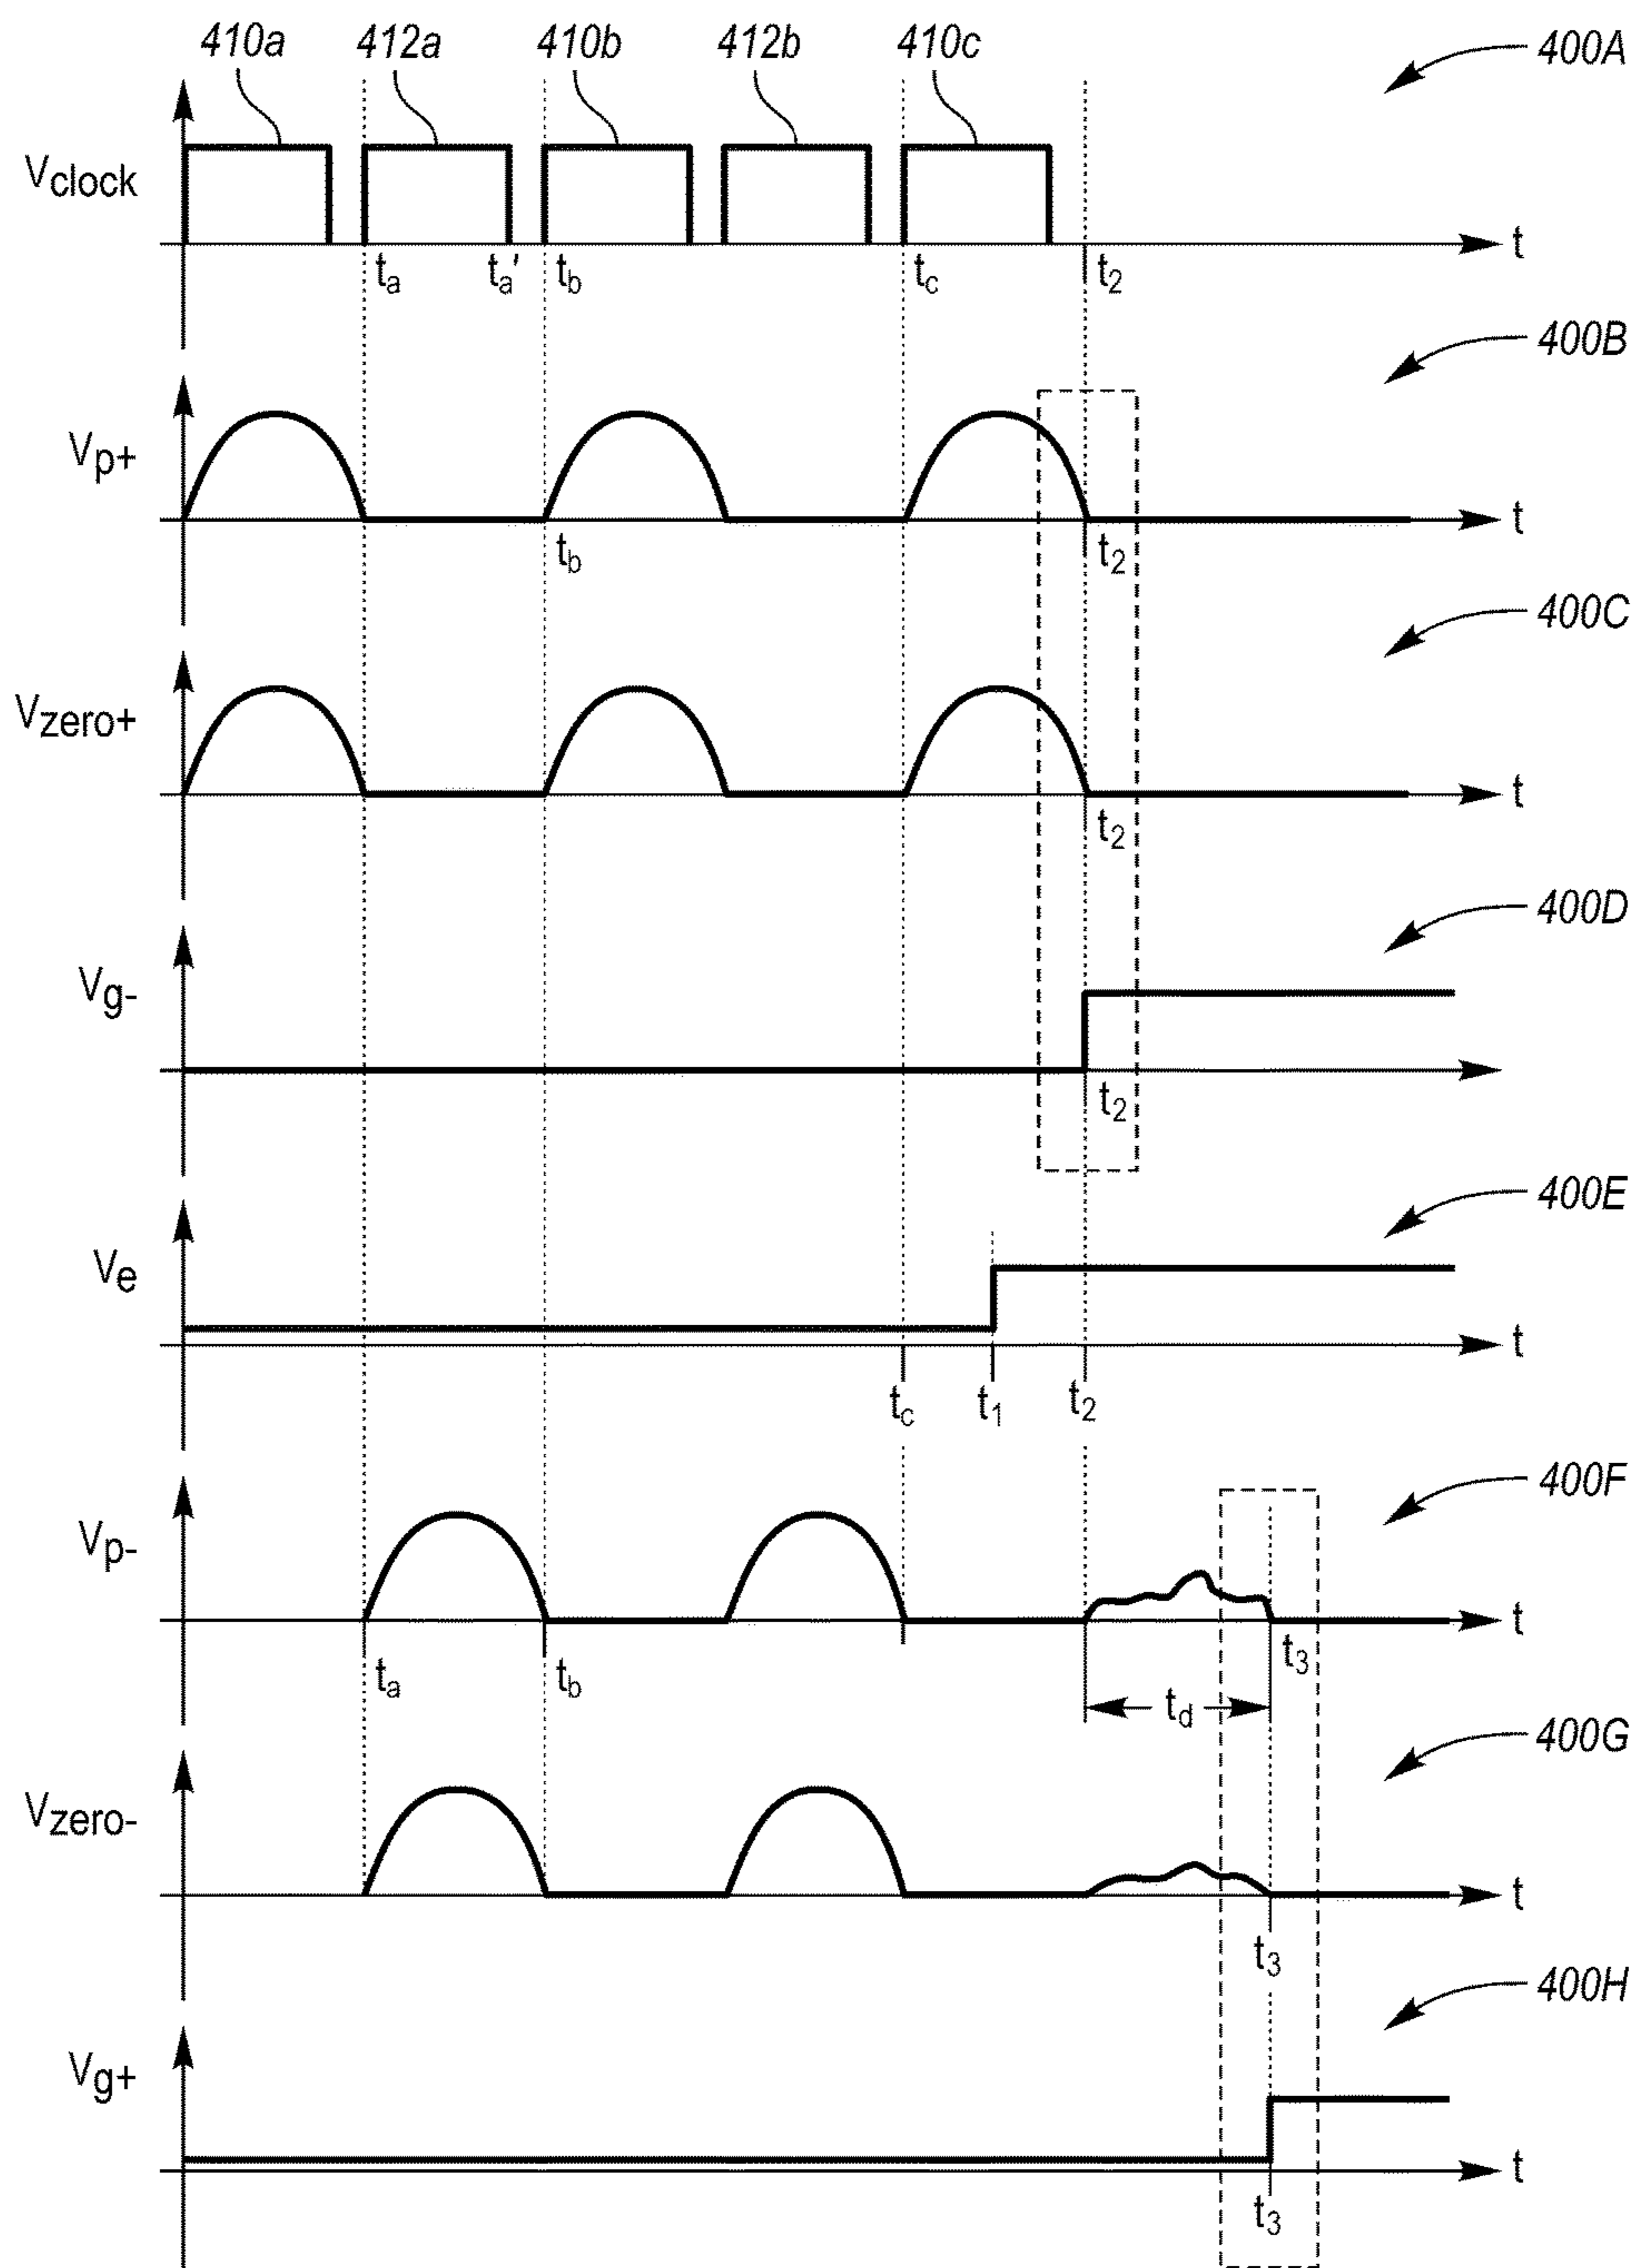 410a 412a 410b 412b 410c 400A
Vclock t
ta ta' tb tc t2
400B
Vp+ t
tb t2
400C
Vzero+ t
t2
400D
Vg-
t2
400E
Ve t
tc t1 t2
400F
Vp- t
ta tb t3
td
400G
Vzero- t
t3
400H
Vg+ t
t3